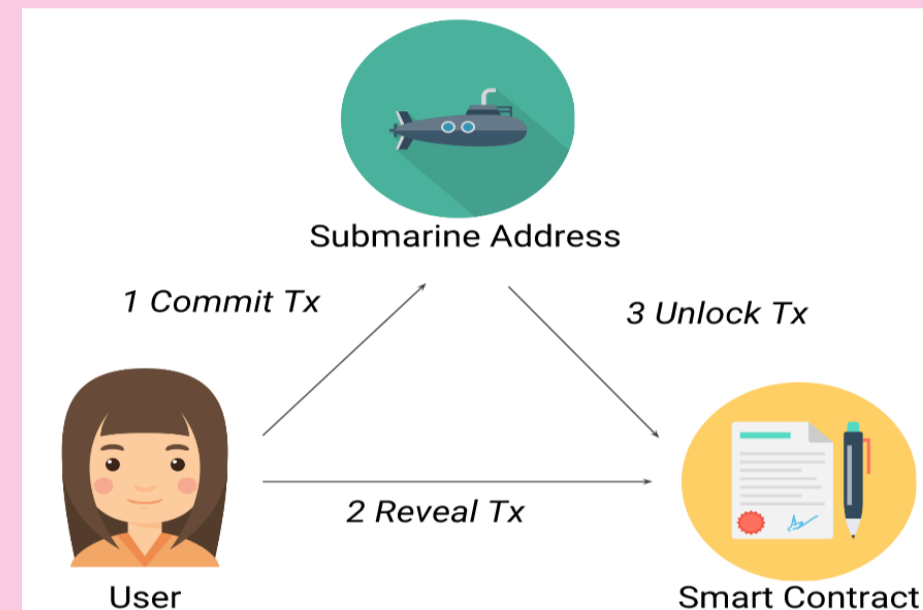 Submarine Address
1 Commit Tx
3 Unlock Tx
2 Reveal Tx
User
Smart Contract